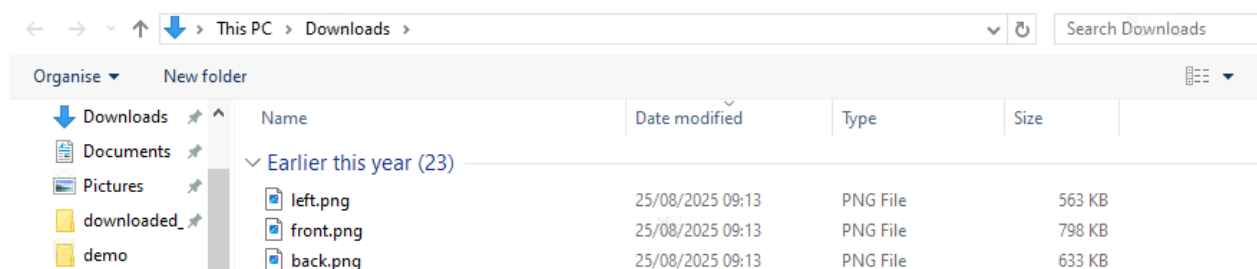 This PC > Downloads >
Search Downloads
Organise
New folder
Downloads
Documents
Pictures
downloaded_
demo
Name
Date modified
Type
Size
Earlier this year (23)
left.png 25/08/2025 09:13 PNG File 563 KB
front.png 25/08/2025 09:13 PNG File 798 KB
back.png 25/08/2025 09:13 PNG File 633 KB